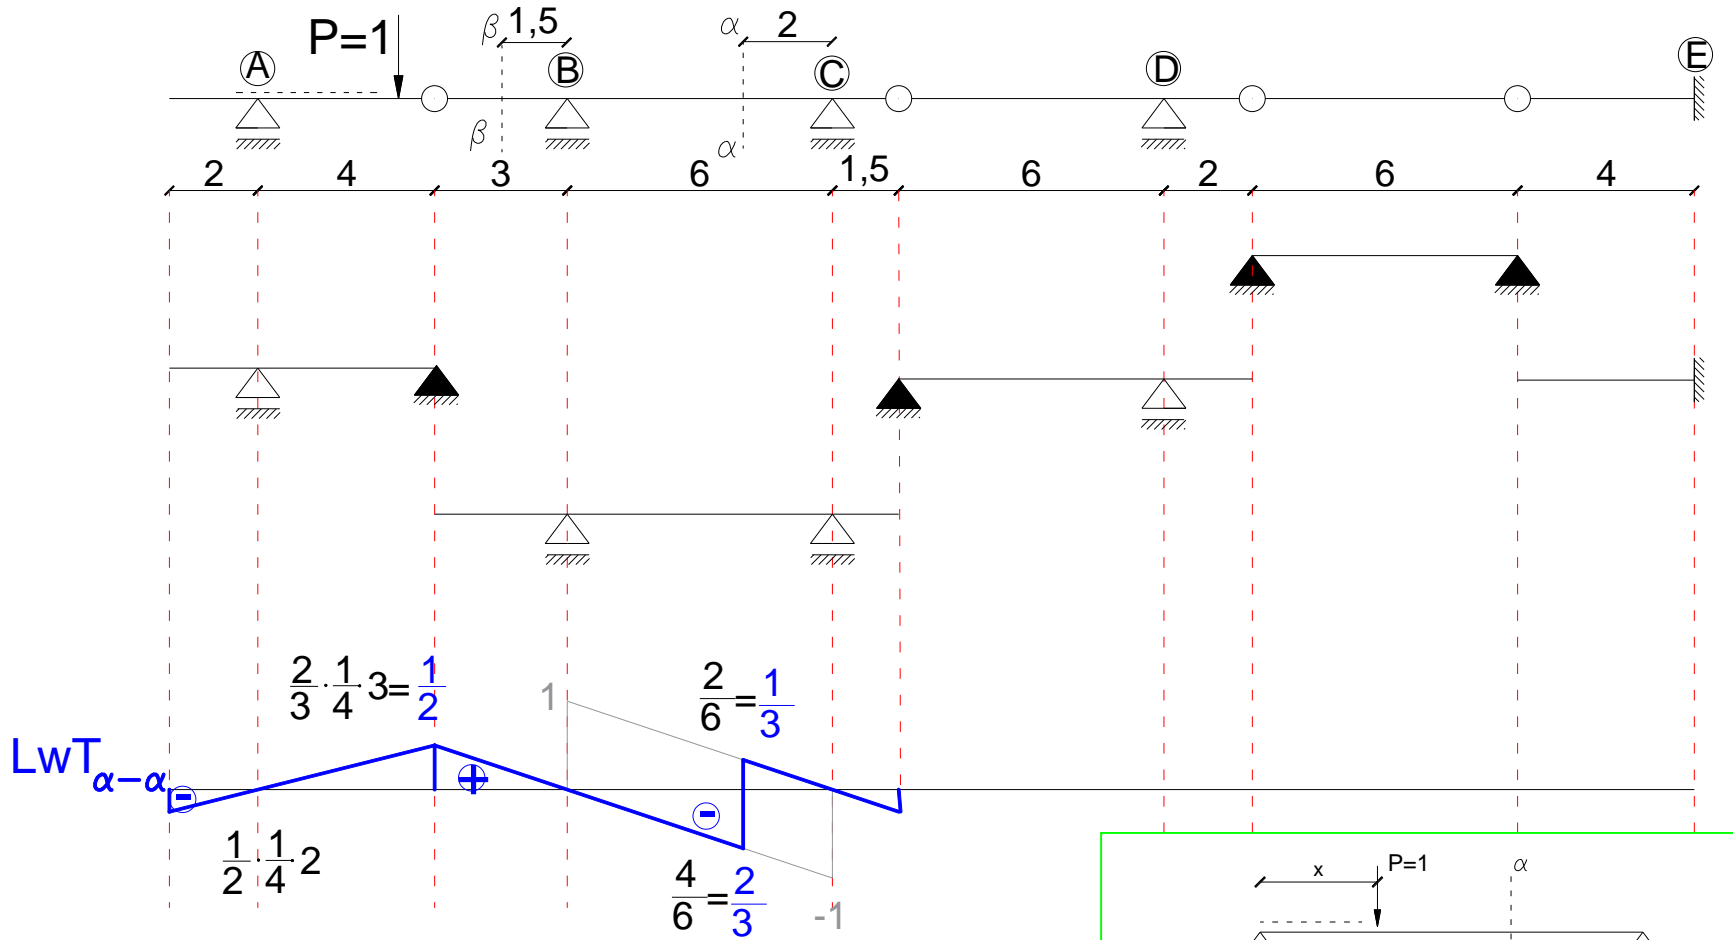 P=1
β 1,5
α 2
A B C D E
β α
2 4 3 6 1,5 6 2 6 4
2/3 · 1/4 · 3 = 1/2
1
2/6 = 1/3
LwT α-α
- + -
1/2 · 1/4 · 2
4/6 = 2/3
-1
x P=1 α